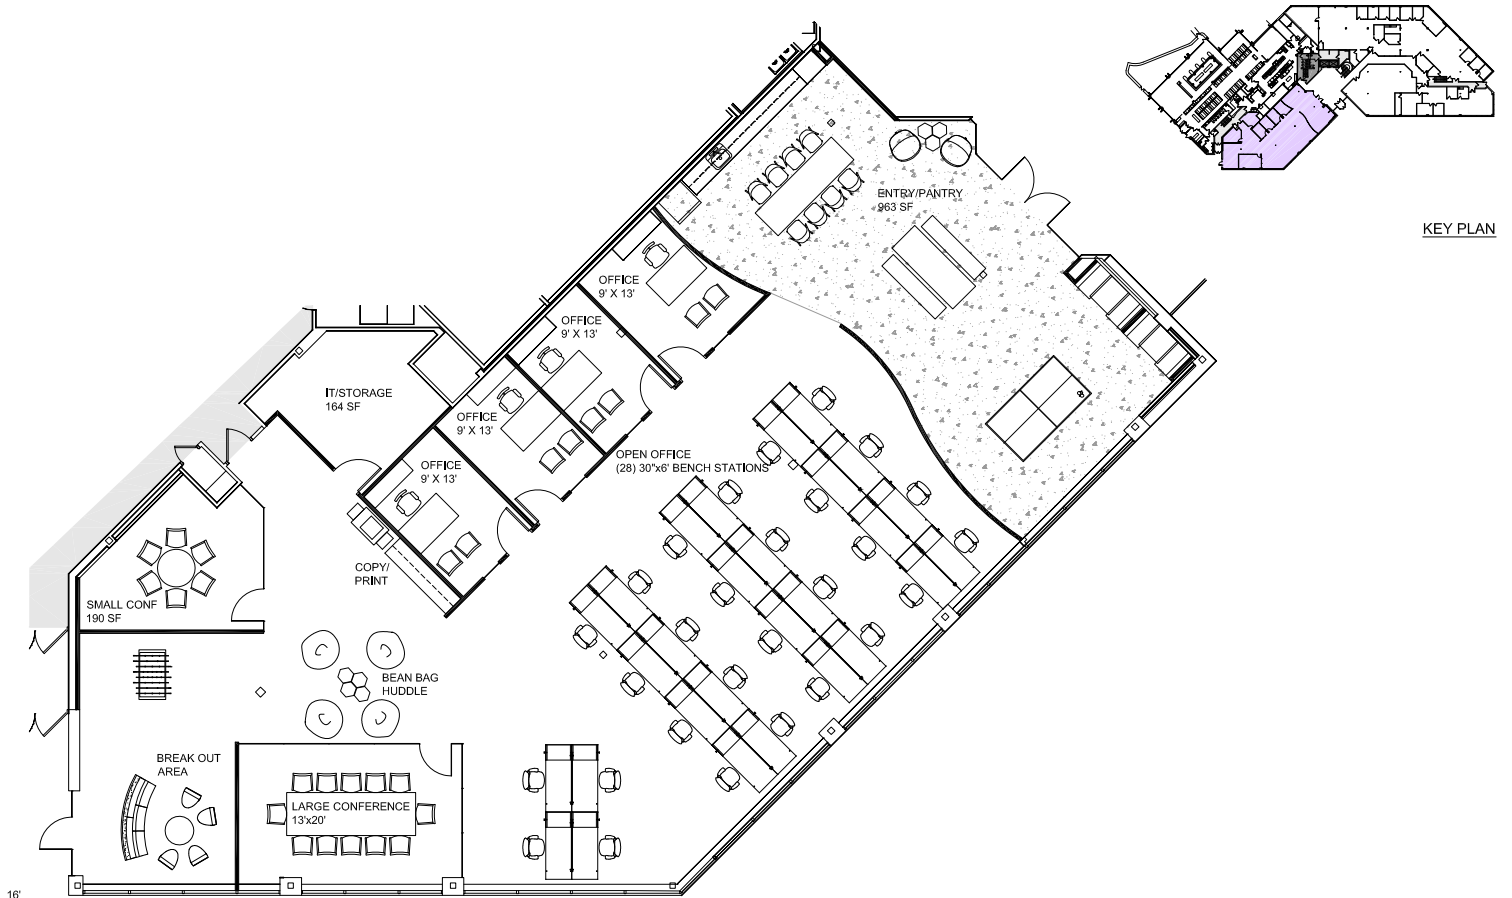 KEY PLAN
ENTRY/PANTRY
963 SF
OFFICE
9' X 13'
OFFICE
9' X 13'
IT/STORAGE
164 SF
OFFICE
9' X 13'
OFFICE
9' X 13'
OPEN OFFICE
(28) 30"x6' BENCH STATIONS
COPY/
PRINT
SMALL CONF
190 SF
BEAN BAG
HUDDLE
BREAK OUT
AREA
LARGE CONFERENCE
13'x20'
16'